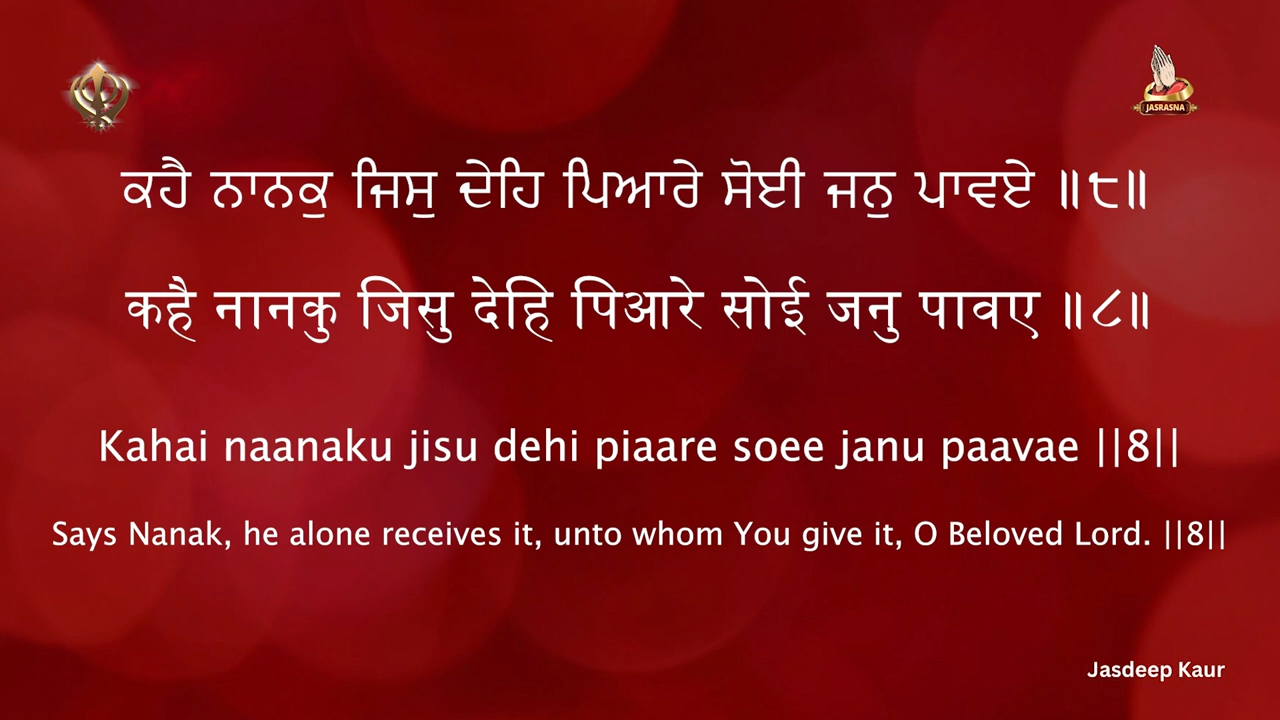 JASRASNA
ਕਹੈ ਨਾਨਕੁ ਜਿਸੁ ਦੇਹਿ ਪਿਆਰੇ ਸੋਈ ਜਨੁ ਪਾਵਏ ॥੮॥
कहै नानकु जिसु देहि पिआरे सोई जनु पावए ॥८॥
Kahai naanaku jisu dehi piaare soee janu paavae ||8||
Says Nanak, he alone receives it, unto whom You give it, O Beloved Lord. ||8||
Jasdeep Kaur